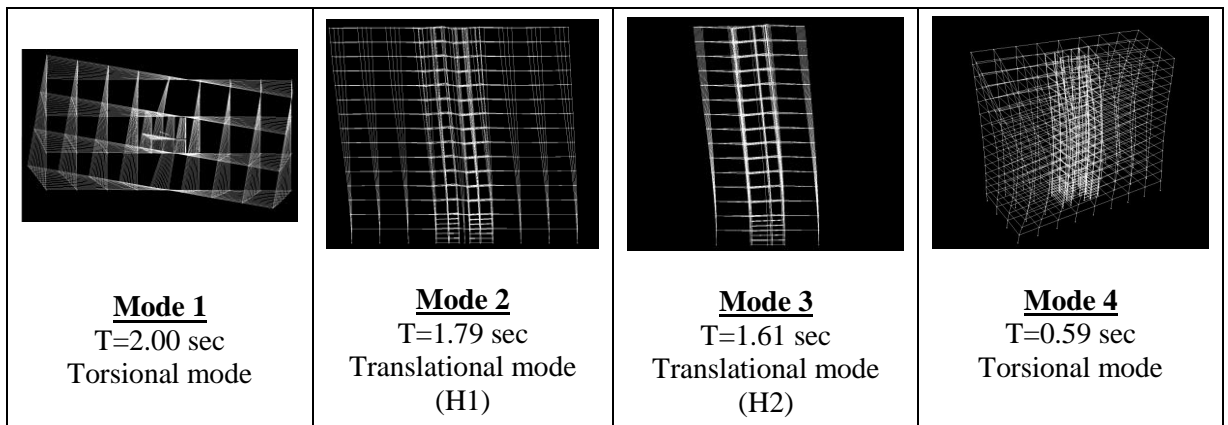 Mode 1
T=2.00 sec
Torsional mode
Mode 2
T=1.79 sec
Translational mode
(H1)
Mode 3
T=1.61 sec
Translational mode
(H2)
Mode 4
T=0.59 sec
Torsional mode